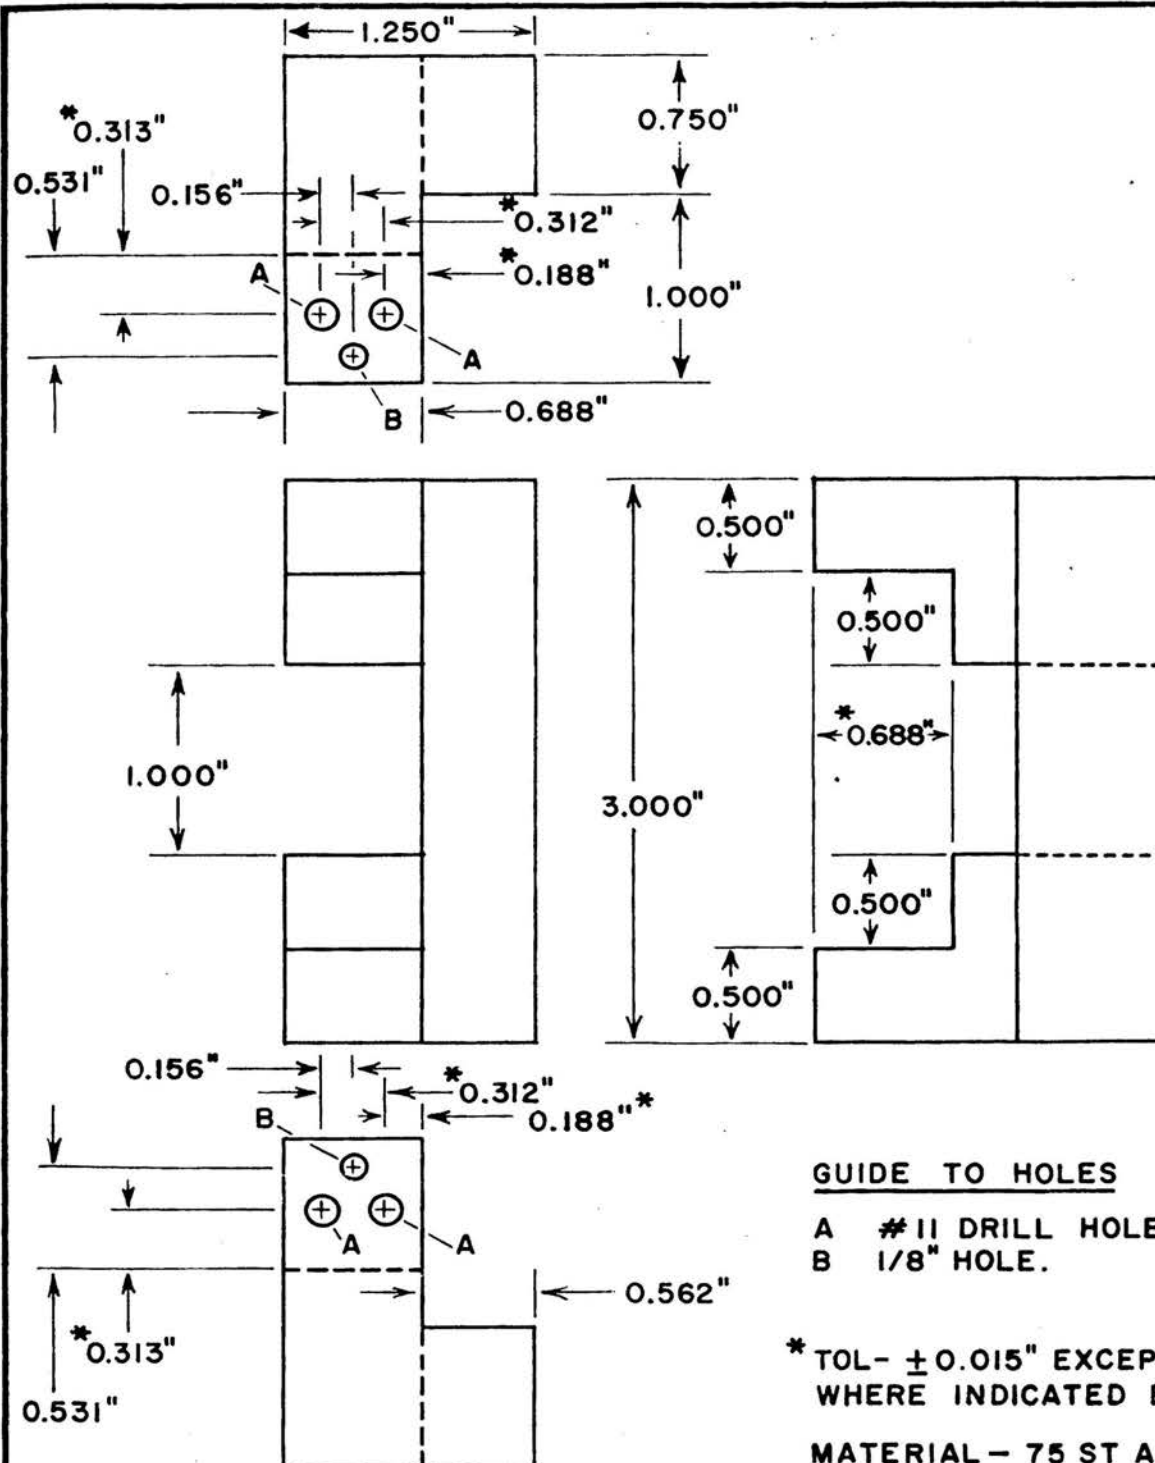 1.250"
0.750"
*0.313"
0.531"
0.156"
*0.312"
*0.188"
A
1.000"
A
B
0.688"
0.500"
0.500"
*0.688"
1.000"
3.000"
0.500"
0.500"
0.156"
*0.312"
0.188"*
B
A
A
0.562"
*0.313"
0.531"
GUIDE TO HOLES
A #11 DRILL HOLE
B 1/8" HOLE.
* TOL- ±0.015" EXCEP
WHERE INDICATED
MATERIAL - 75 ST A